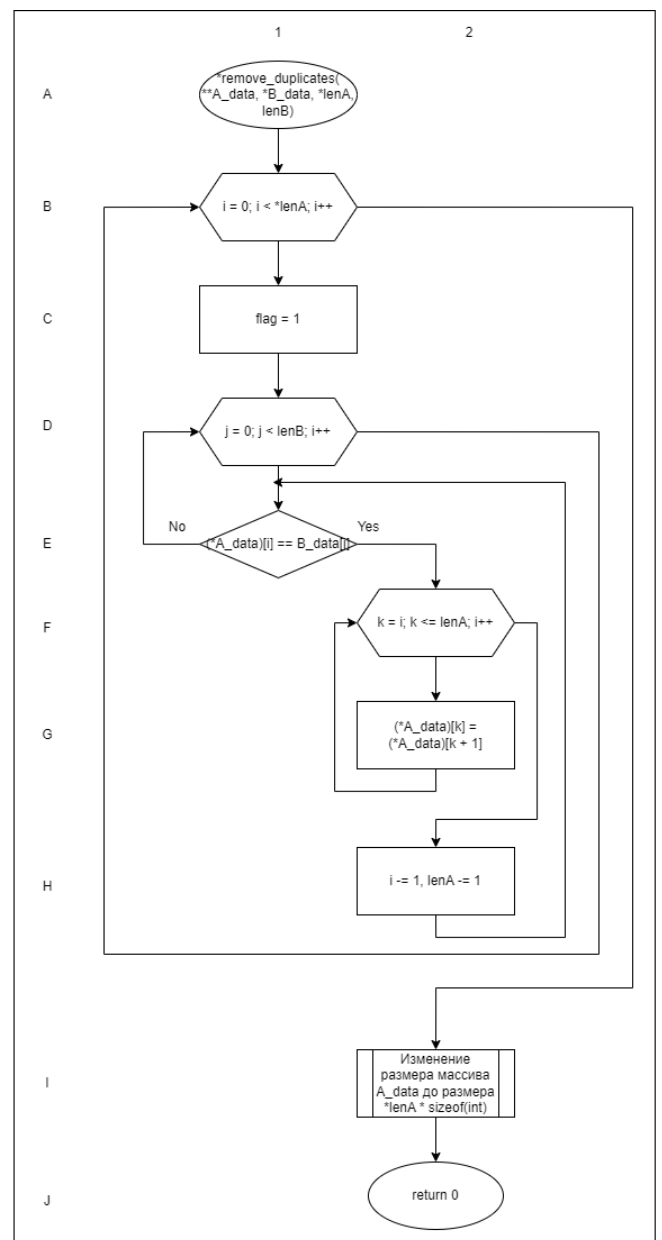 1
2
A
*remove_duplicates(
**A_data, *B_data, *lenA,
lenB)
B
i = 0; i < *lenA; i++
C
flag = 1
D
j = 0; j < lenB; i++
No
Yes
E
(*A_data)[i] == B_data[j]
F
k = i; k <= lenA; i++
G
(*A_data)[k] =
(*A_data)[k + 1]
H
i -= 1, lenA -= 1
I
Изменение
размера массива
A_data до размера
*lenA * sizeof(int)
J
return 0